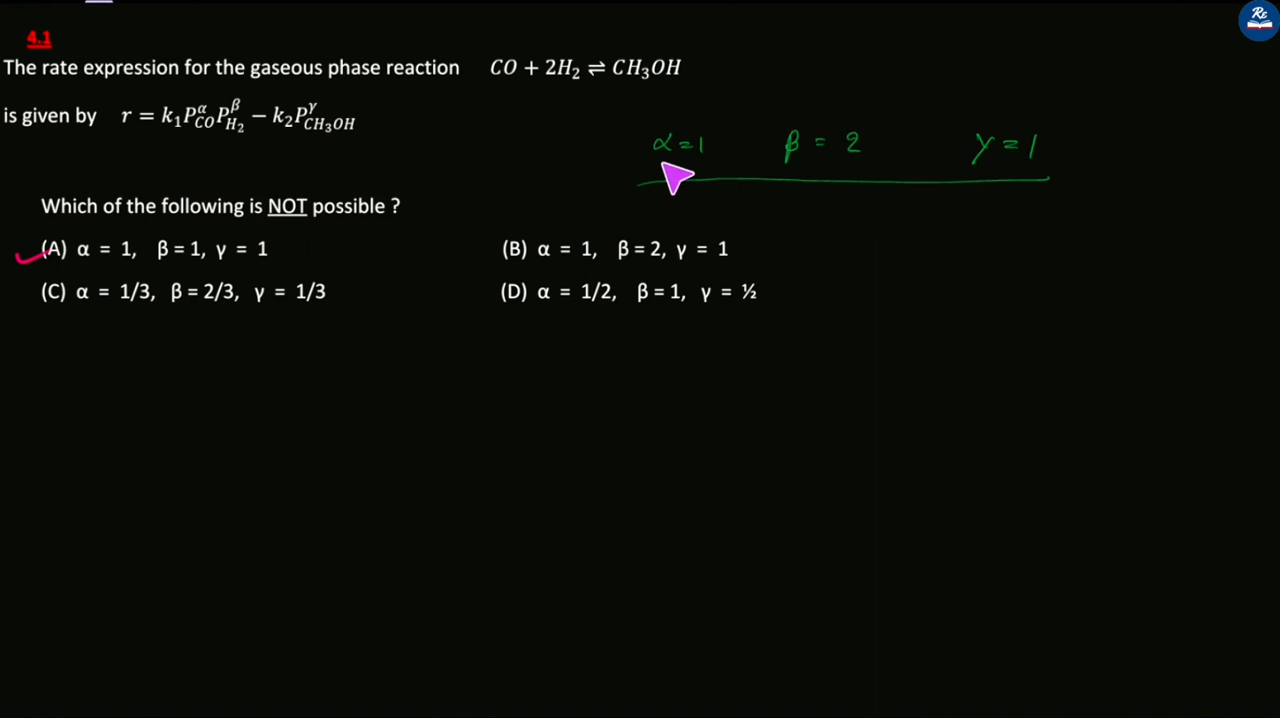 4.1
The rate expression for the gaseous phase reaction CO + 2H₂ ⇌ CH₃OH
is given by r = k₁P_CO^α P_H₂^β − k₂P_CH₃OH^γ
α = 1 β = 2 γ = 1
Which of the following is NOT possible ?
(A) α = 1, β = 1, γ = 1 (B) α = 1, β = 2, γ = 1
(C) α = 1/3, β = 2/3, γ = 1/3 (D) α = 1/2, β = 1, γ = ½
Re